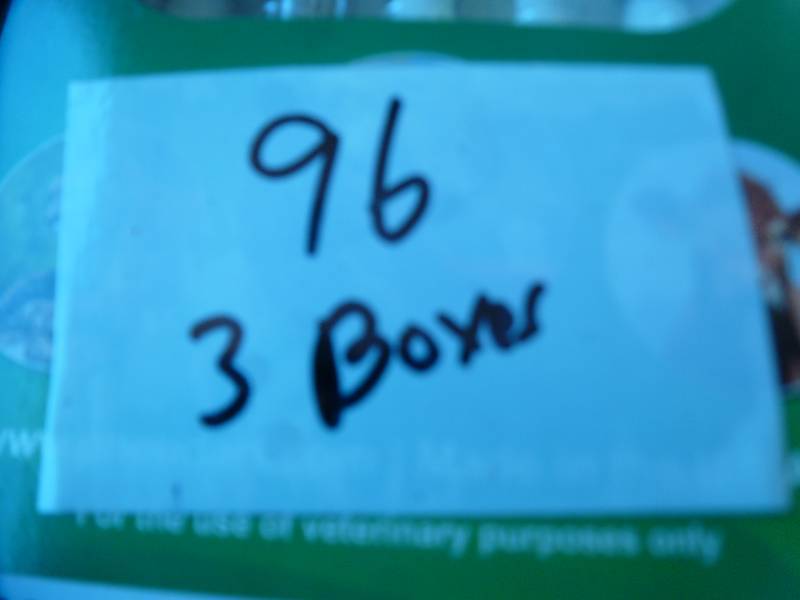 96
3 Boxes
For the use of veterinary purposes only